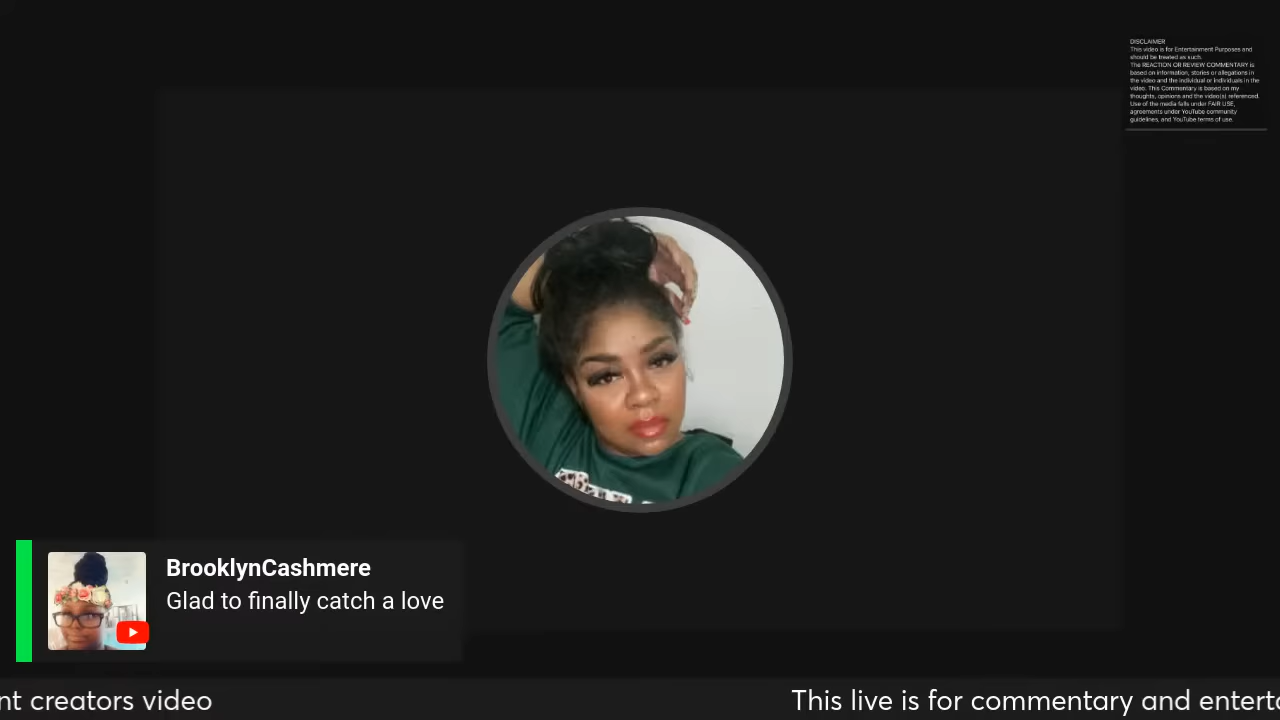 DISCLAIMER
This video is for Entertainment Purposes and
should be treated as such.
The REACTION OR REVIEW COMMENTARY is
based on information, stories or allegations in
the video and the individual or individuals in the
video. This Commentary is based on my
thoughts, opinions and the video(s) referenced.
Use of the media falls under FAIR USE,
agreements under YouTube community
guidelines, and YouTube terms of use.
BrooklynCashmere
Glad to finally catch a love
nt creators video
This live is for commentary and enterta